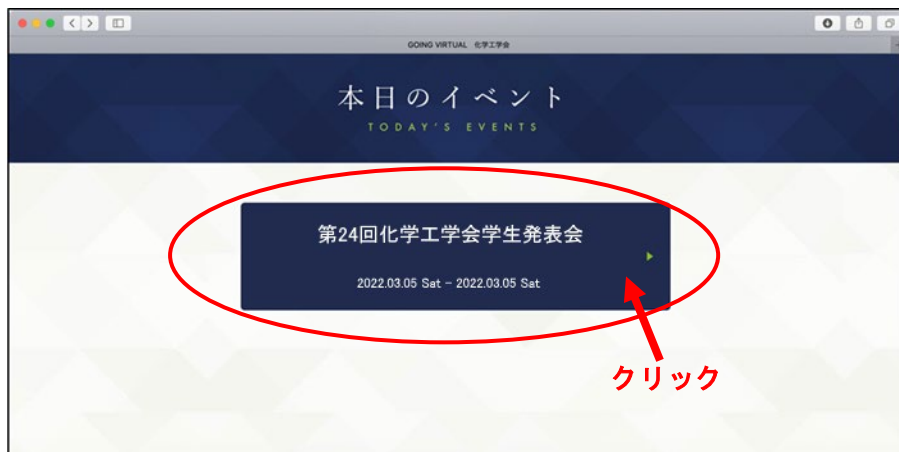 GOING VIRTUAL 化学工学会
本日のイベント
TODAY'S EVENTS
第24回化学工学会学生発表会
2022.03.05 Sat - 2022.03.05 Sat
クリック